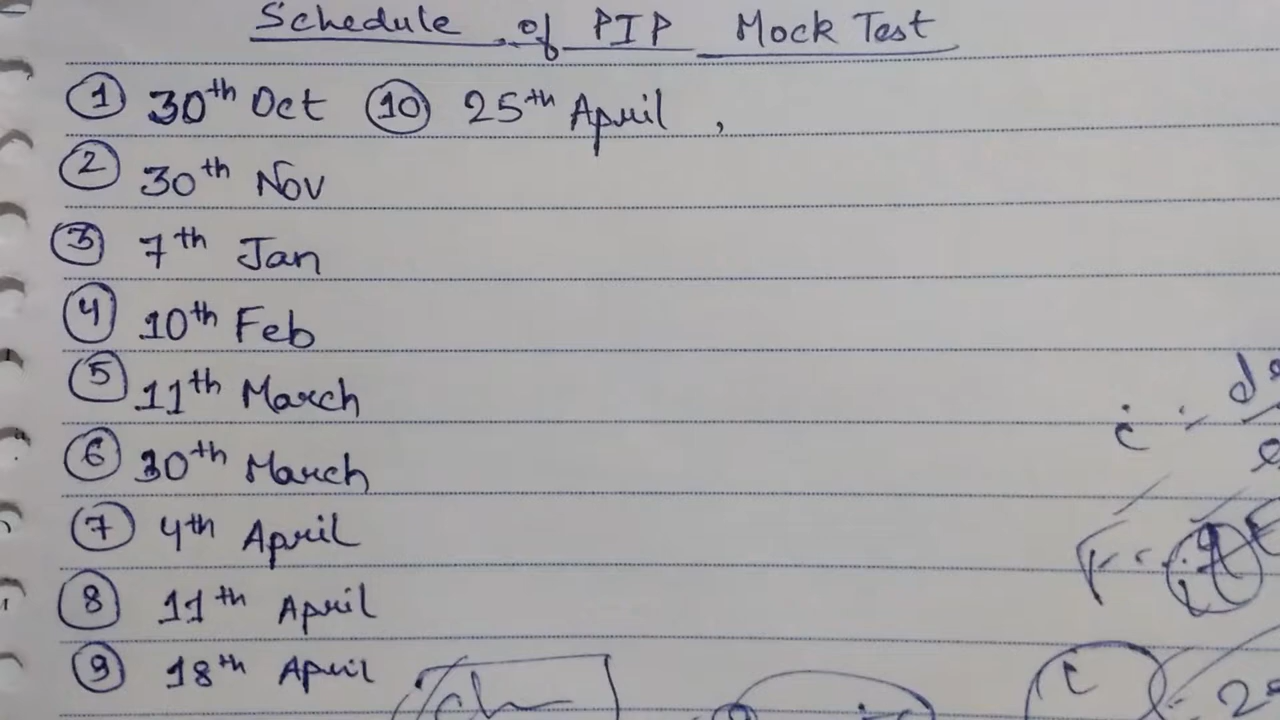 Schedule of PIP Mock Test
① 30th Oct ⑩ 25th April ,
② 30th Nov
③ 7th Jan
④ 10th Feb
⑤ 11th March
⑥ 30th March
⑦ 4th April
⑧ 11th April
⑨ 18th April